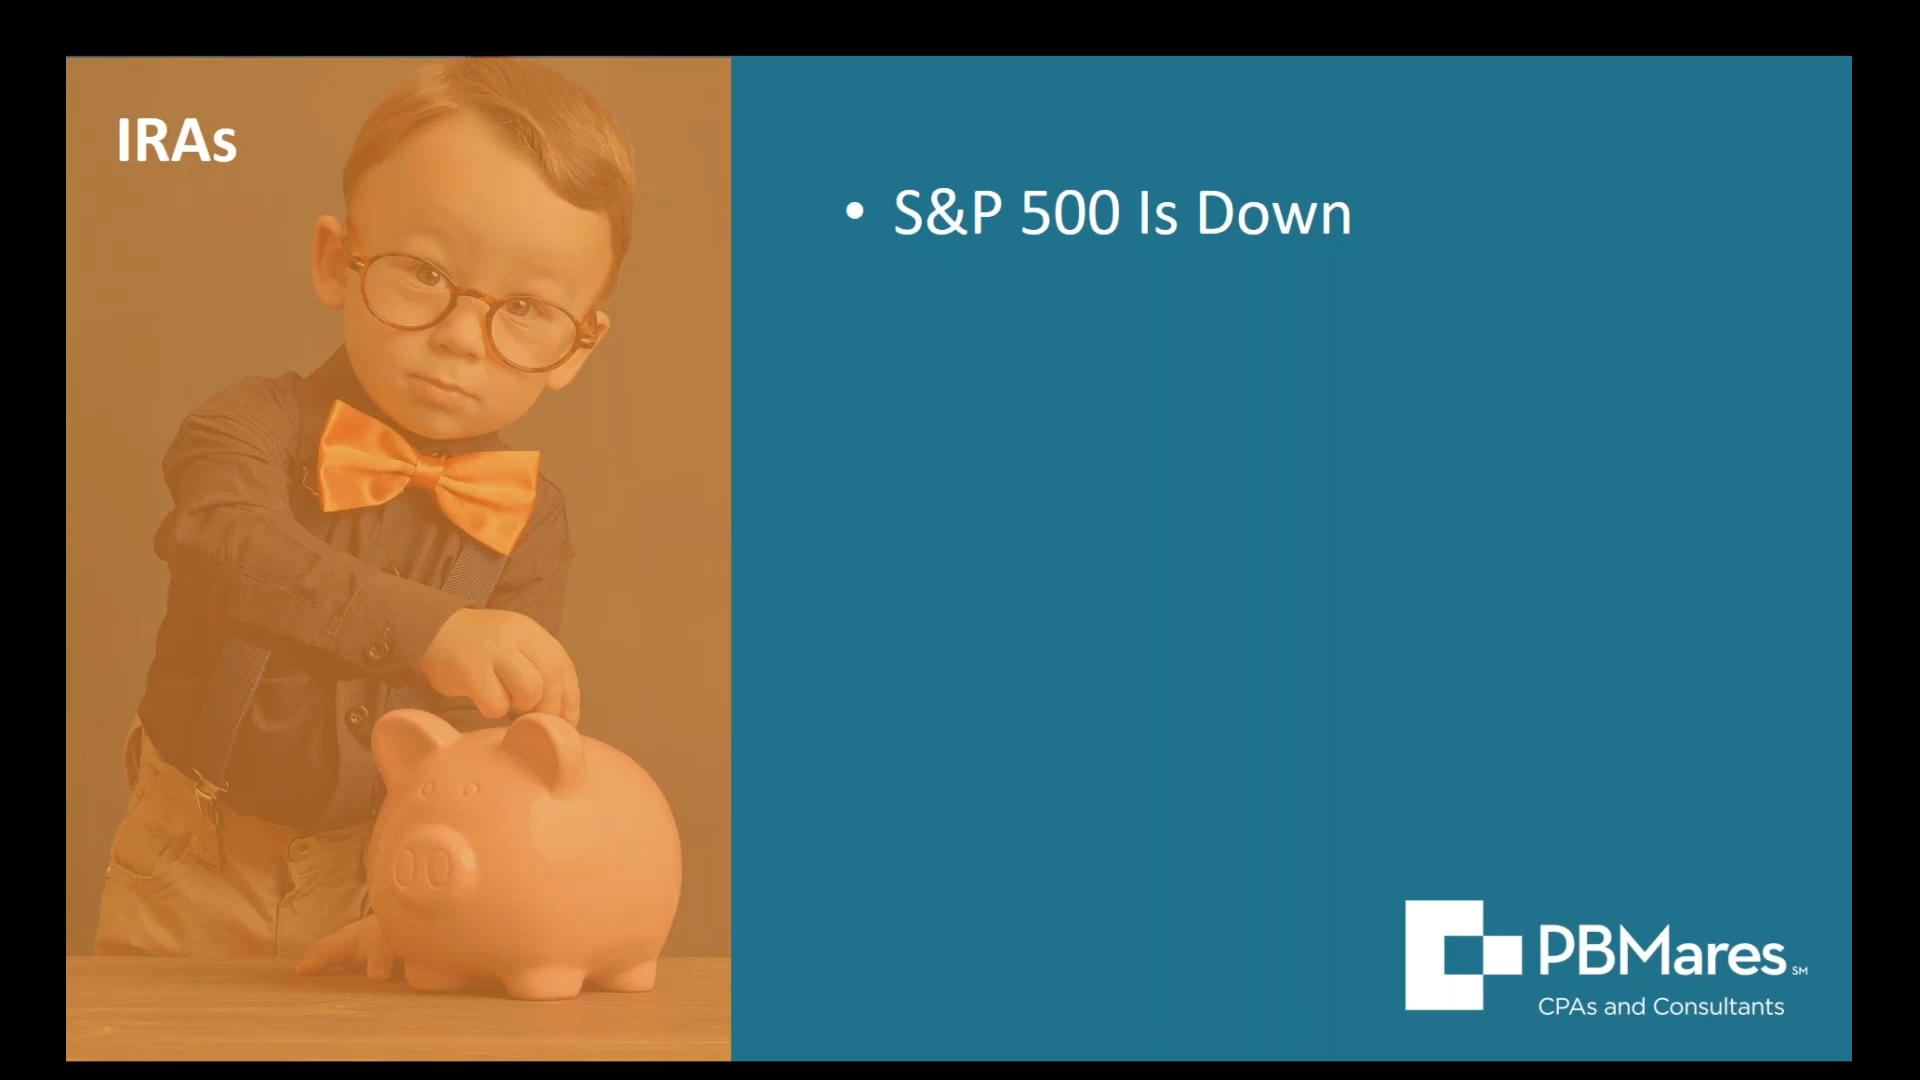 IRAs
• S&P 500 Is Down
PBMares SM
CPAs and Consultants